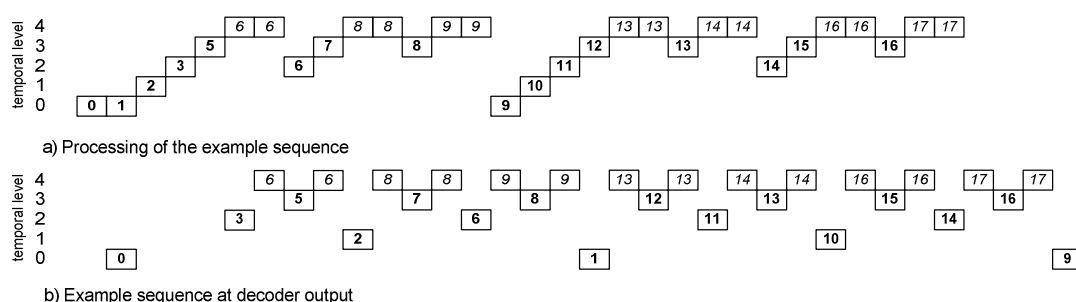 temporal level
4 6 6 8 8 9 9 13 13 14 14 16 16 17 17
3 5 7 8 12 13 15 16
2 3 6 11 14
1 2 10
0 0 1 9
a) Processing of the example sequence
temporal level
4 6 6 8 8 9 9 13 13 14 14 16 16 17 17
3 5 7 8 12 13 15 16
2 3 6 11 14
1 2 10
0 0 1 9
b) Example sequence at decoder output